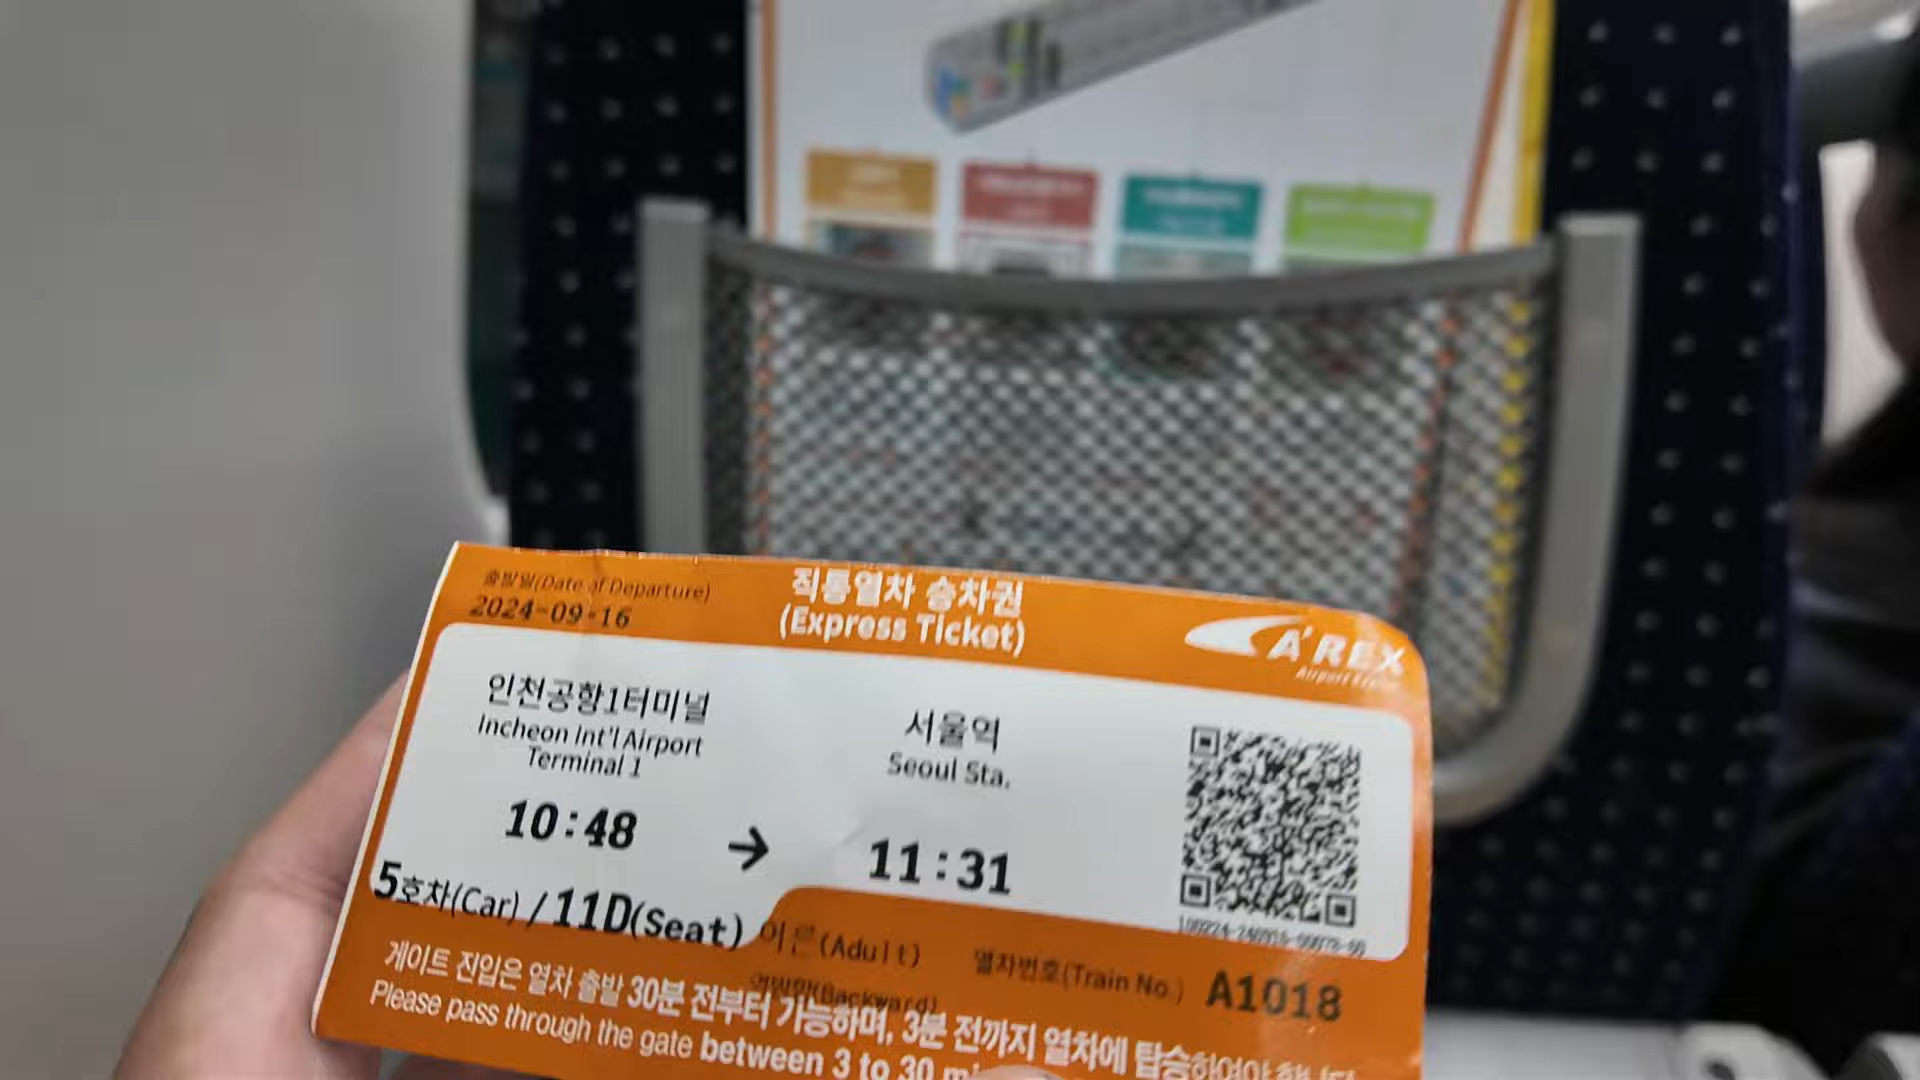 출발일(Date of Departure)
2024-09-16
직통열차 승차권
(Express Ticket)
A'REX
Airport
인천공항1터미널
Incheon Int'l Airport
Terminal 1
10:48
→
서울역
Seoul Sta.
11:31
5호차(Car) / 11D(Seat)
어른(Adult)
역방향(Backward)
열차번호(Train No.) A1018
게이트 진입은 열차 출발 30분 전부터 가능하며, 3분 전까지 열차에 탑승하여야 합니다
Please pass through the gate between 3 to 30